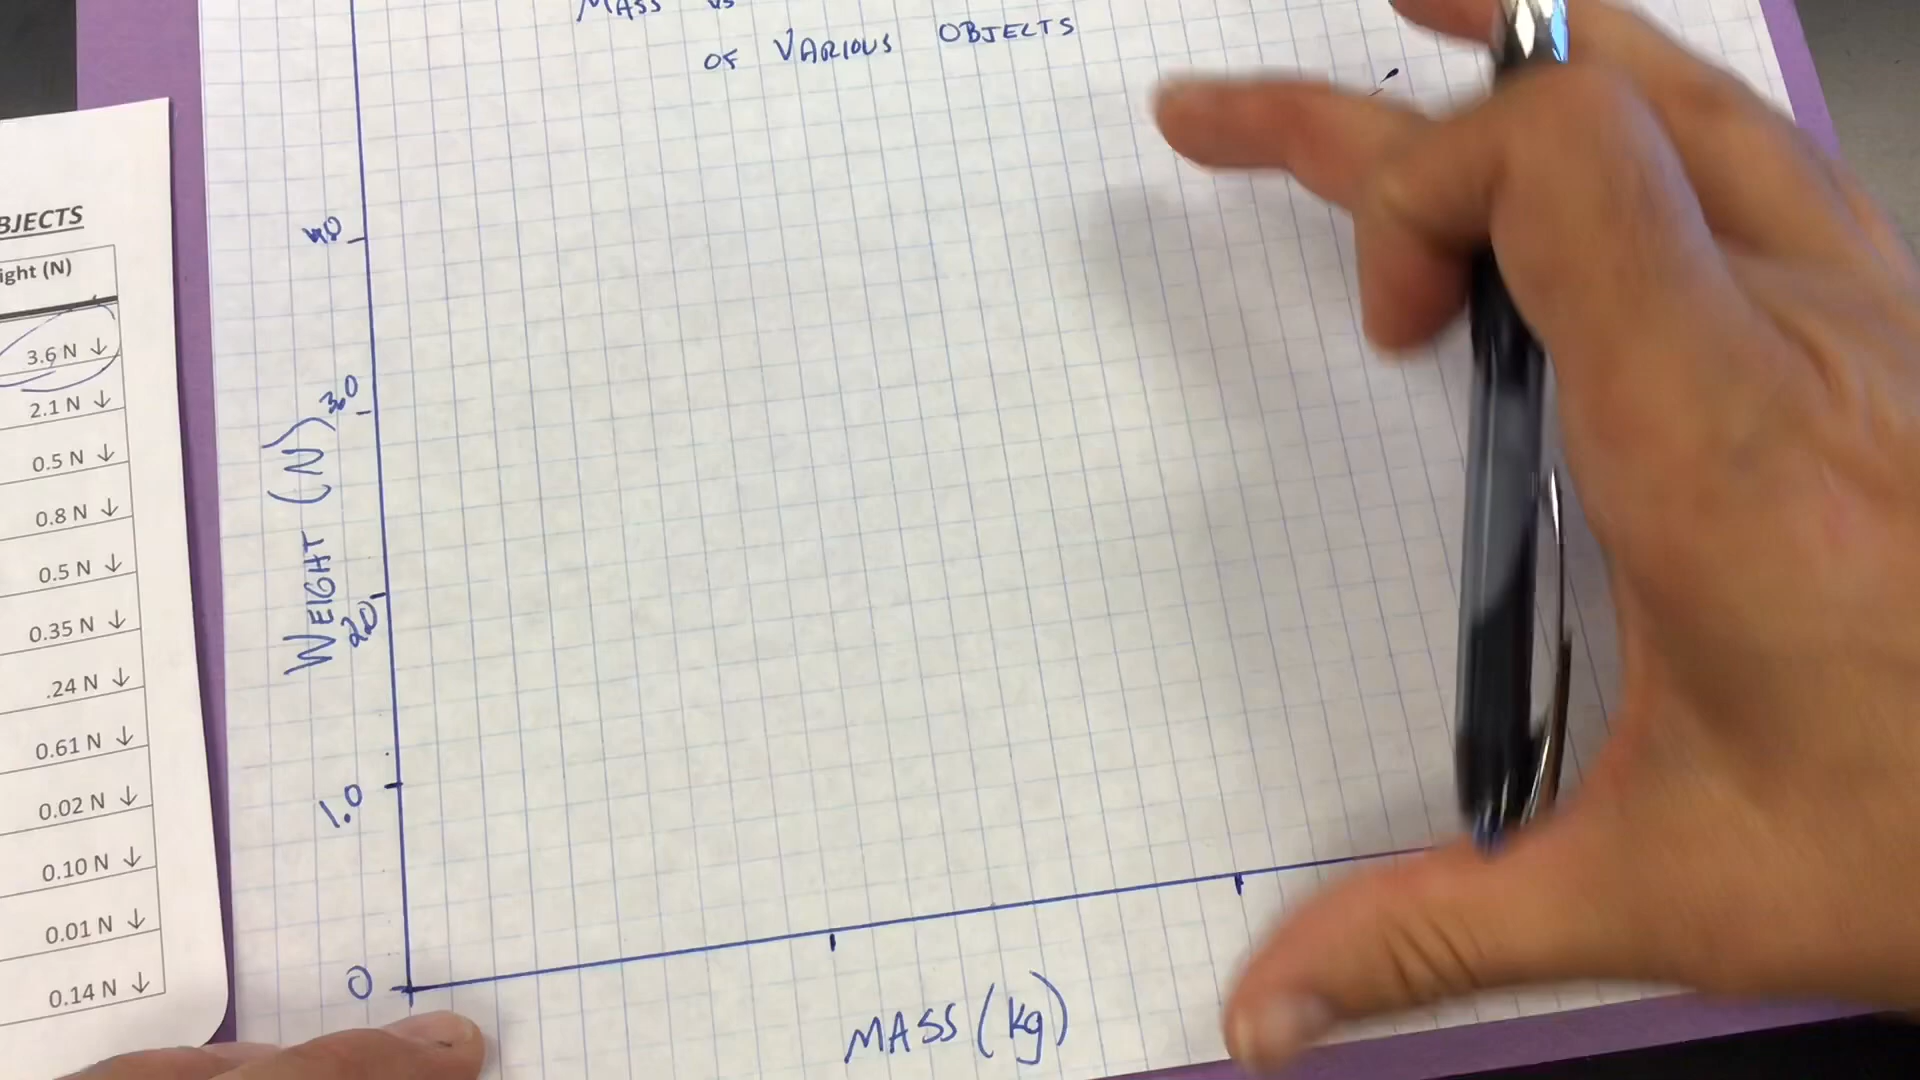 MASS vs
OF VARIOUS OBJECTS
BJECTS
ight (N)
3.6 N ↓
2.1 N ↓
0.5 N ↓
0.8 N ↓
0.5 N ↓
0.35 N ↓
.24 N ↓
0.61 N ↓
0.02 N ↓
0.10 N ↓
0.01 N ↓
0.14 N ↓
WEIGHT (N)
4.0
3.0
2.0
1.0
0
MASS (kg)